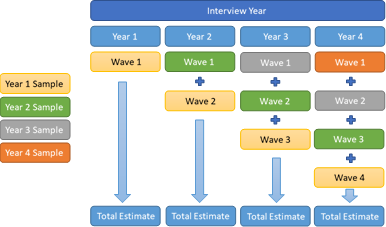 Interview Year
Year 1 Year 2 Year 3 Year 4
Wave 1 Wave 1 Wave 1 Wave 1
Year 1 Sample
Wave 2 Wave 2 Wave 2
Year 2 Sample
Year 3 Sample
Wave 3 Wave 3
Year 4 Sample
Wave 4
Total Estimate Total Estimate Total Estimate Total Estimate